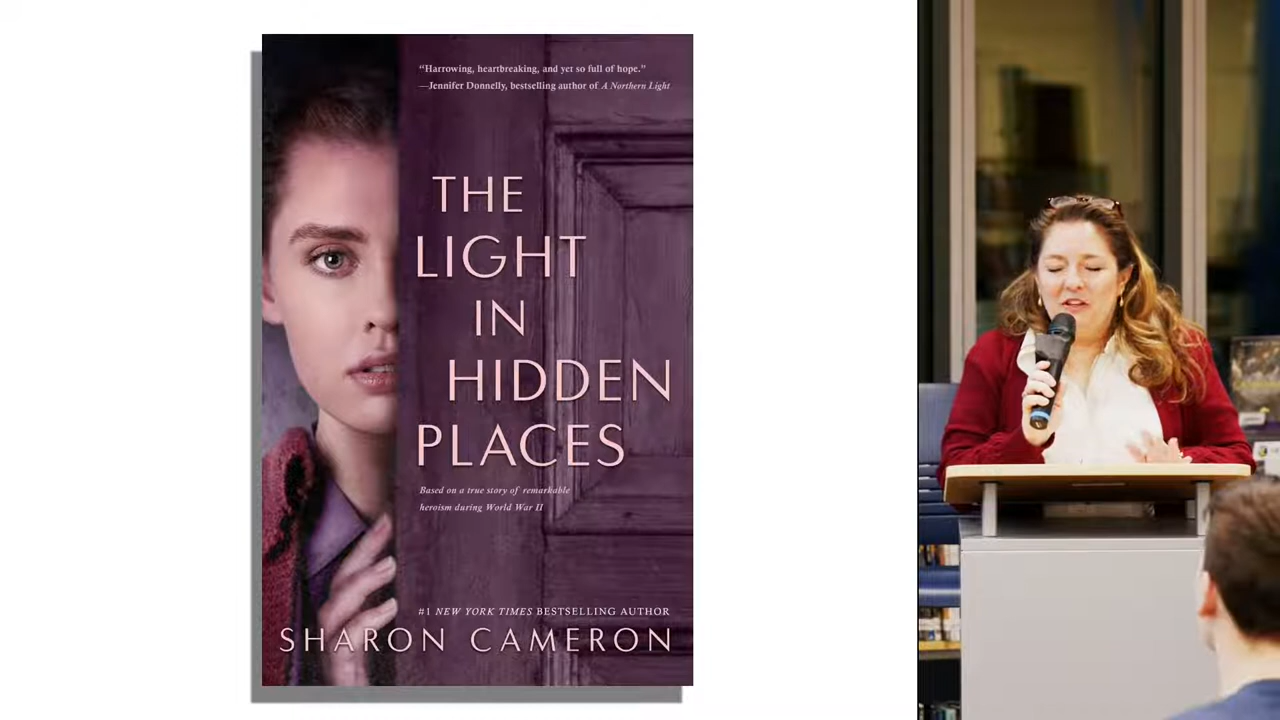 “Harrowing, heartbreaking, and yet so full of hope.”
—Jennifer Donnelly, bestselling author of A Northern Light
THE
LIGHT
IN
HIDDEN
PLACES
Based on a true story of remarkable
heroism during World War II
#1 NEW YORK TIMES BESTSELLING AUTHOR
SHARON CAMERON